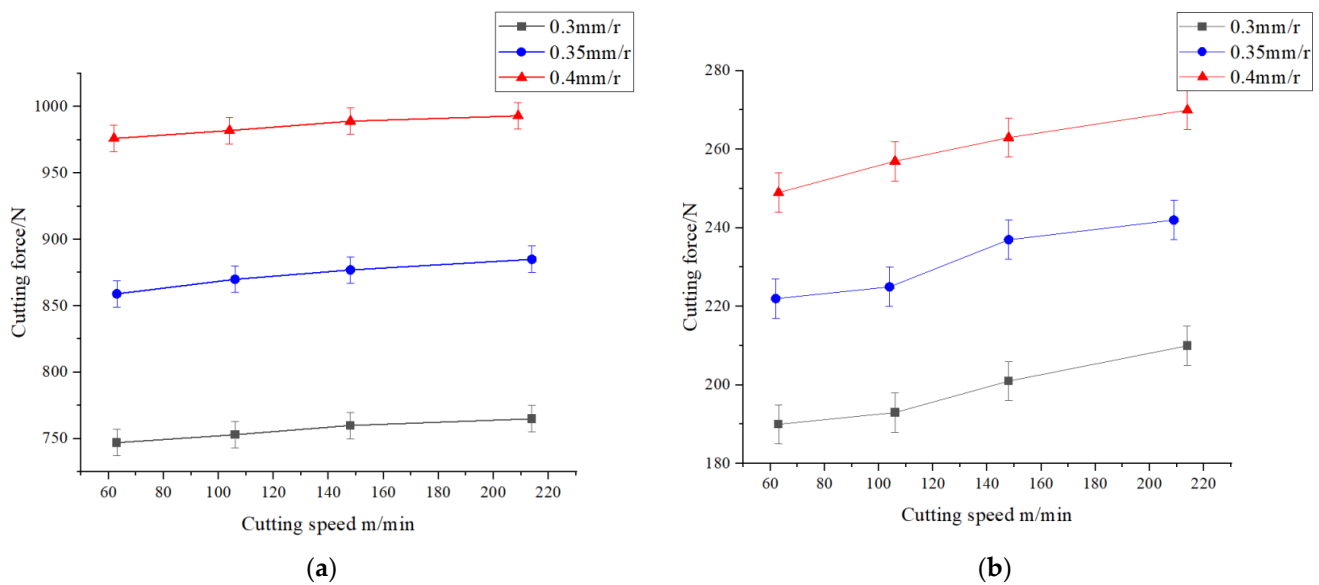 0.3mm/r
0.35mm/r
0.4mm/r
1000
950
900
850
800
750
Cutting force/N
60 80 100 120 140 160 180 200 220
Cutting speed m/min
(a)
0.3mm/r
0.35mm/r
0.4mm/r
280
260
240
220
200
180
Cutting force/N
60 80 100 120 140 160 180 200 220
Cutting speed m/min
(b)